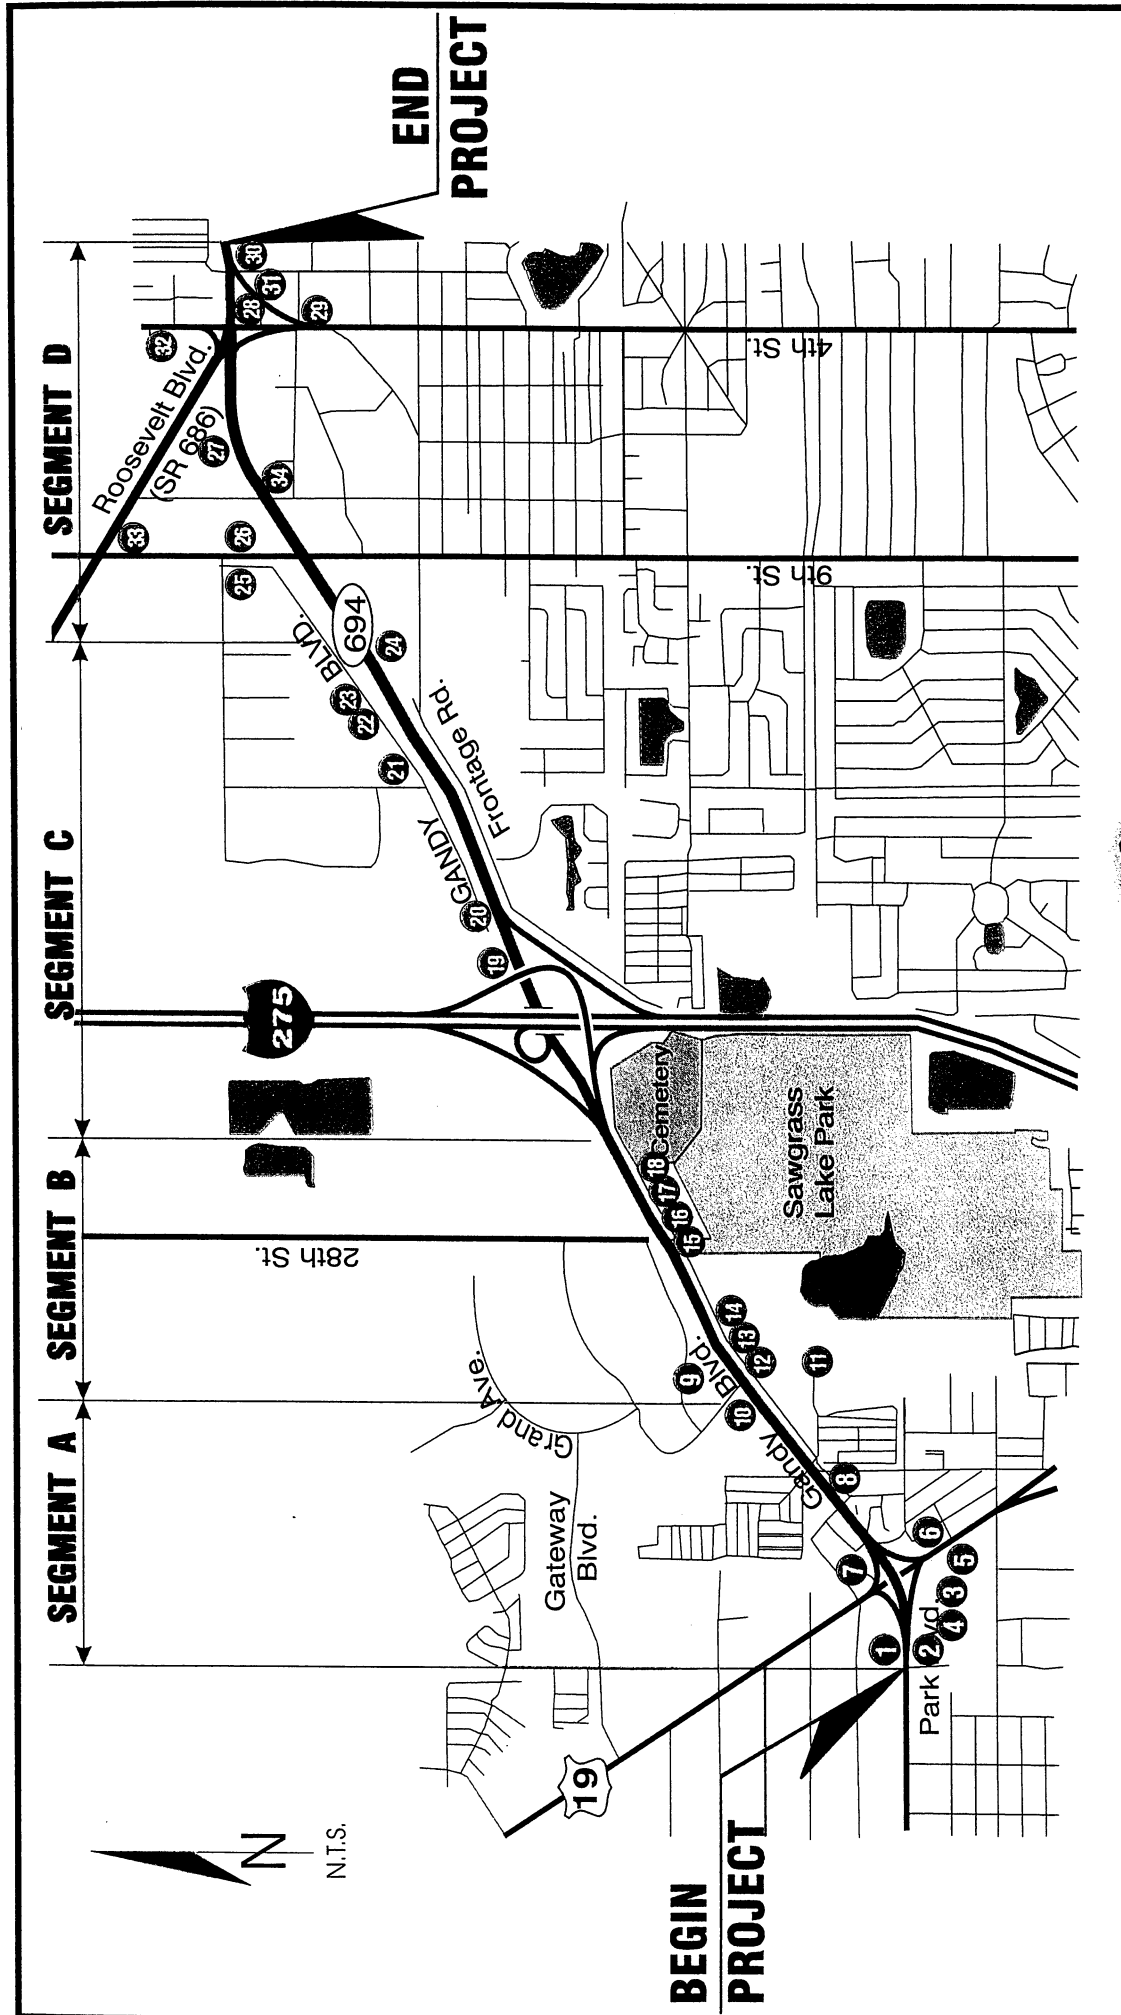 SEGMENT A
SEGMENT B
SEGMENT C
SEGMENT D
N
N.T.S.
BEGIN
PROJECT
END
PROJECT
19
275
694
Gateway
Blvd.
Grand Ave.
28th St.
Gandy
Blvd.
Park
vd.
Cemetery
Sawgrass
Lake Park
GANDY
BLVD.
Frontage Rd.
Roosevelt Blvd.
(SR 686)
9th St.
4th St.
1
2
3
4
5
6
7
8
9
10
11
12
13
14
15
16
17
18
19
20
21
22
23
24
25
26
27
28
29
30
31
32
33
34